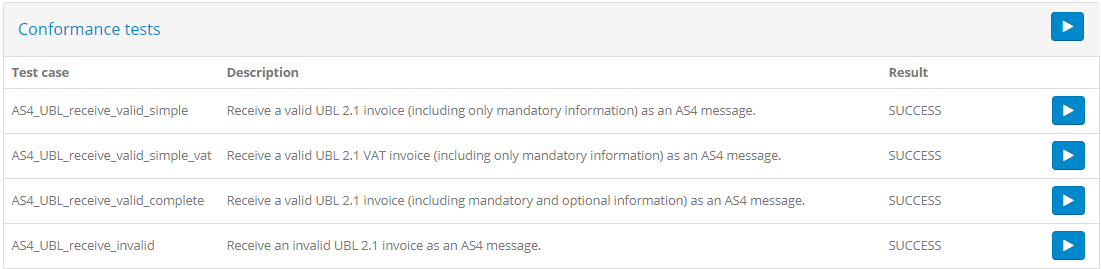 Conformance tests
Test case Description Result
AS4_UBL_receive_valid_simple Receive a valid UBL 2.1 invoice (including only mandatory information) as an AS4 message. SUCCESS
AS4_UBL_receive_valid_simple_vat Receive a valid UBL 2.1 VAT invoice (including only mandatory information) as an AS4 message. SUCCESS
AS4_UBL_receive_valid_complete Receive a valid UBL 2.1 invoice (including mandatory and optional information) as an AS4 message. SUCCESS
AS4_UBL_receive_invalid Receive an invalid UBL 2.1 invoice as an AS4 message. SUCCESS